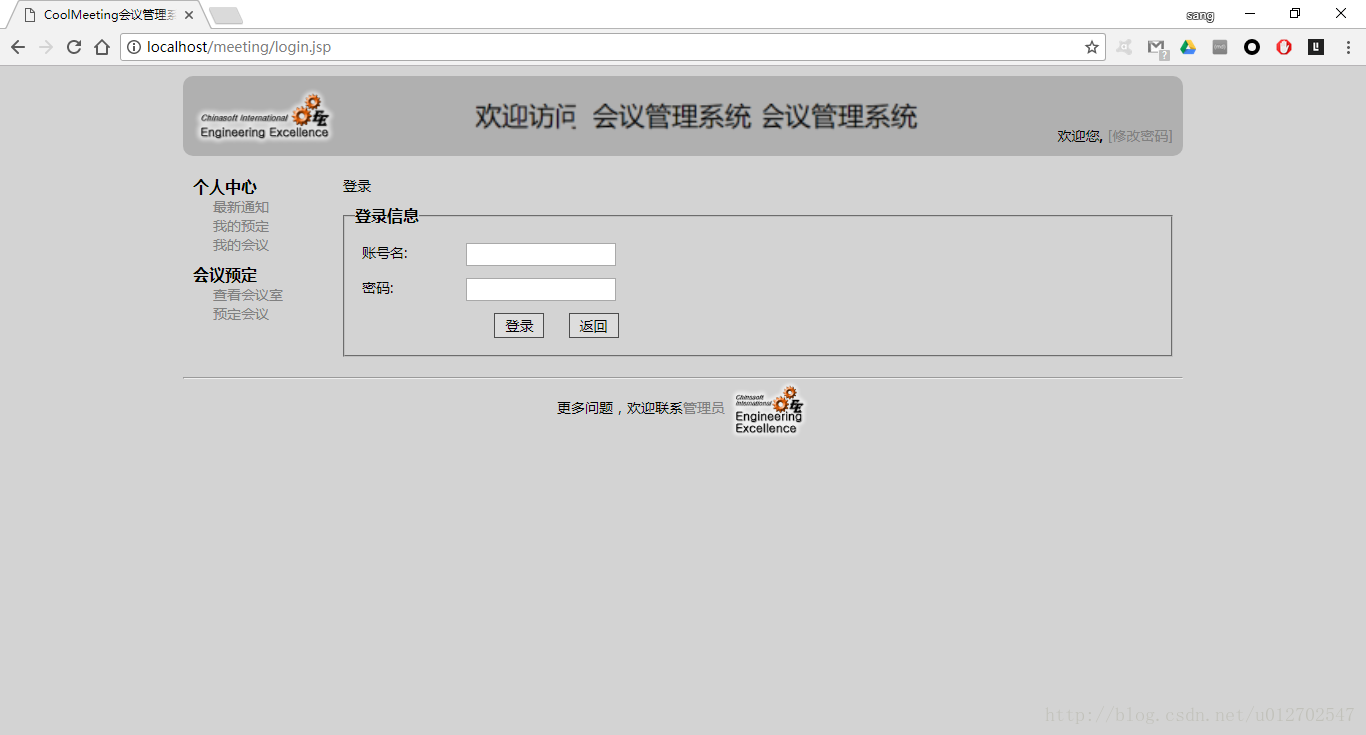 CoolMeeting会议管理系
sang
localhost/meeting/login.jsp
Chinasoft International
Engineering Excellence
欢迎访问 会议管理系统 会议管理系统
欢迎您, [修改密码]
个人中心
最新通知
我的预定
我的会议
会议预定
查看会议室
预定会议
登录
登录信息
账号名:
密码:
登录 返回
更多问题，欢迎联系管理员
Chinasoft
International
Engineering
Excellence
http://blog.csdn.net/u012702547